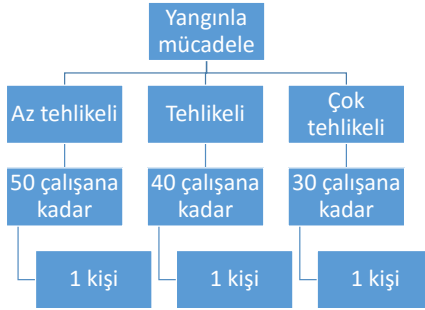 Yangınla
mücadele
Az tehlikeli
Tehlikeli
Çok
tehlikeli
50 çalışana
kadar
40 çalışana
kadar
30 çalışana
kadar
1 kişi
1 kişi
1 kişi